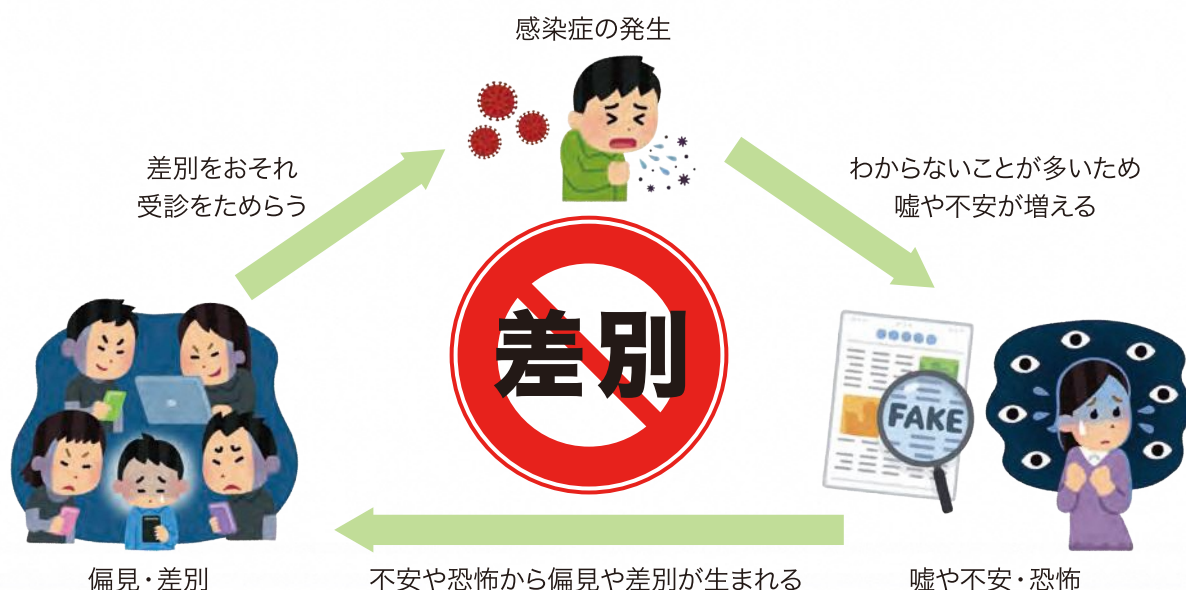 感染症の発生
差別をおそれ
受診をためらう
わからないことが多いため
嘘や不安が増える
差別
FAKE
偏見・差別
不安や恐怖から偏見や差別が生まれる
嘘や不安・恐怖